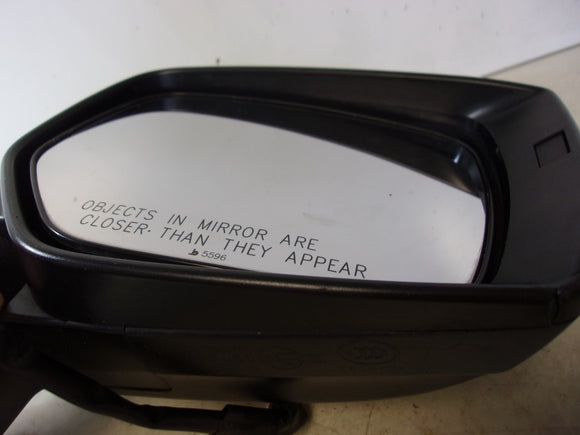 OBJECTS IN MIRROR ARE
CLOSER THAN THEY APPEAR
5596